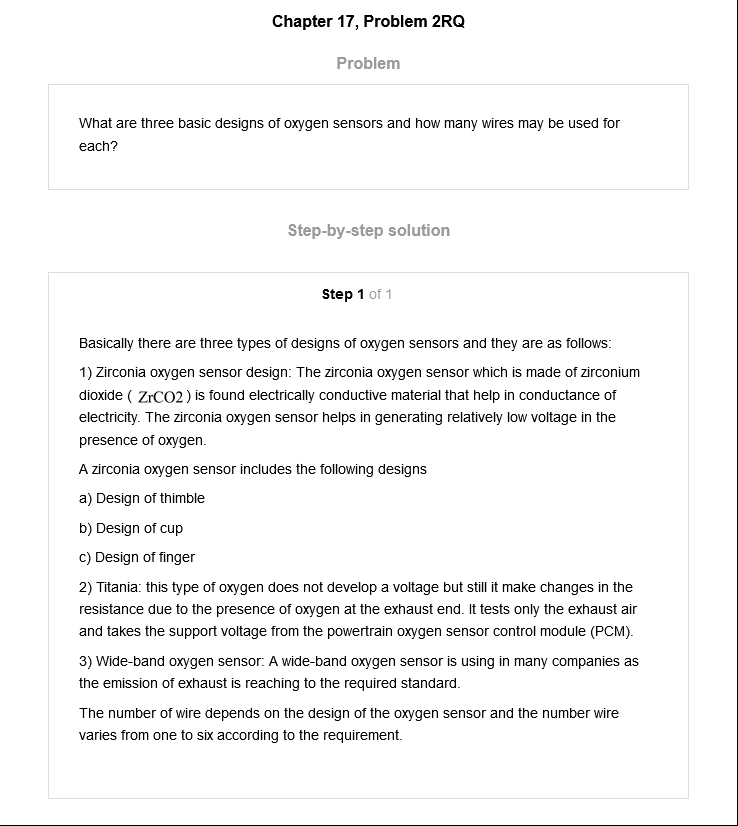 Chapter 17, Problem 2RQ
Problem
What are three basic designs of oxygen sensors and how many wires may be used for
each?
Step-by-step solution
Step 1 of 1
Basically there are three types of designs of oxygen sensors and they are as follows:
1) Zirconia oxygen sensor design: The zirconia oxygen sensor which is made of zirconium
dioxide ( ZrCO2 ) is found electrically conductive material that help in conductance of
electricity. The zirconia oxygen sensor helps in generating relatively low voltage in the
presence of oxygen.
A zirconia oxygen sensor includes the following designs
a) Design of thimble
b) Design of cup
c) Design of finger
2) Titania: this type of oxygen does not develop a voltage but still it make changes in the
resistance due to the presence of oxygen at the exhaust end. It tests only the exhaust air
and takes the support voltage from the powertrain oxygen sensor control module (PCM).
3) Wide-band oxygen sensor: A wide-band oxygen sensor is using in many companies as
the emission of exhaust is reaching to the required standard.
The number of wire depends on the design of the oxygen sensor and the number wire
varies from one to six according to the requirement.